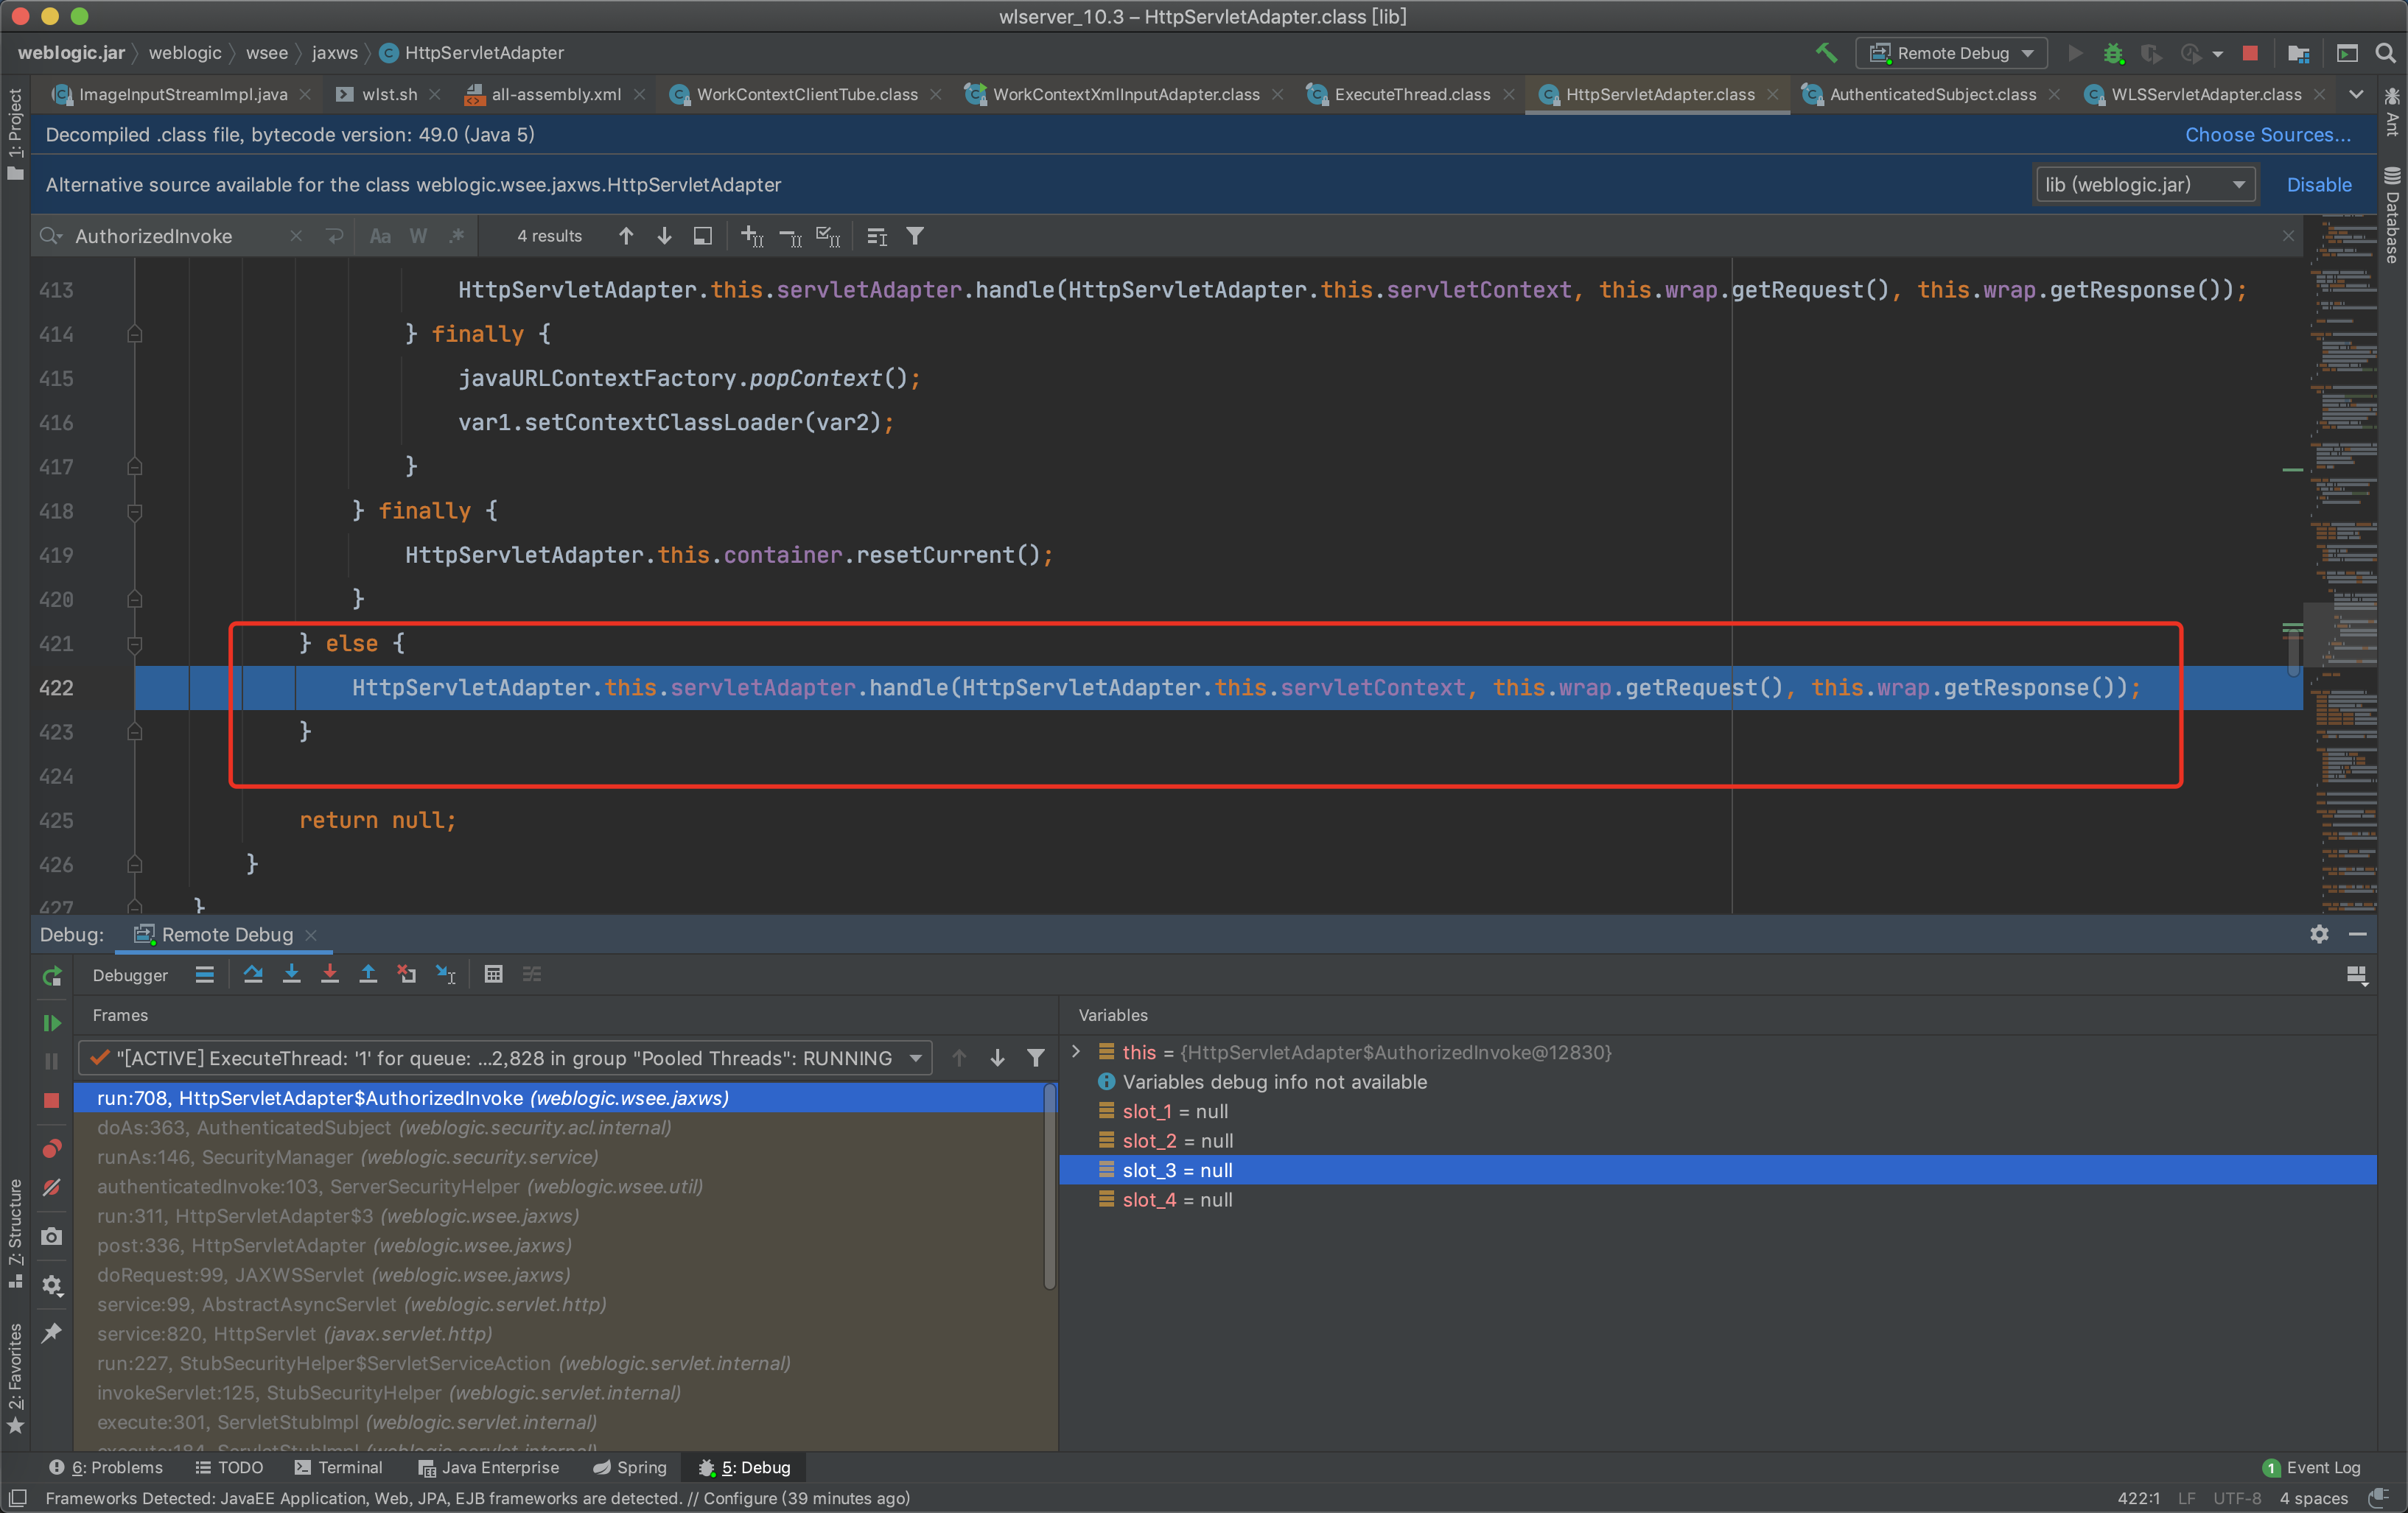 wlserver_10.3 – HttpServletAdapter.class [lib]
weblogic.jar weblogic wsee jaxws HttpServletAdapter
Remote Debug
ImageInputStreamImpl.java wlst.sh all-assembly.xml WorkContextClientTube.class WorkContextXmlInputAdapter.class ExecuteThread.class HttpServletAdapter.class AuthenticatedSubject.class WLSServletAdapter.class
1: Project
Ant
Database
Decompiled .class file, bytecode version: 49.0 (Java 5)
Choose Sources...
Alternative source available for the class weblogic.wsee.jaxws.HttpServletAdapter
lib (weblogic.jar)
Disable
AuthorizedInvoke
Aa W .*
4 results
413 HttpServletAdapter.this.servletAdapter.handle(HttpServletAdapter.this.servletContext, this.wrap.getRequest(), this.wrap.getResponse());
414 } finally {
415 javaURLContextFactory.popContext();
416 var1.setContextClassLoader(var2);
417 }
418 } finally {
419 HttpServletAdapter.this.container.resetCurrent();
420 }
421 } else {
422 HttpServletAdapter.this.servletAdapter.handle(HttpServletAdapter.this.servletContext, this.wrap.getRequest(), this.wrap.getResponse());
423 }
424
425 return null;
426 }
427 }
Debug: Remote Debug
Debugger
Frames
Variables
"[ACTIVE] ExecuteThread: '1' for queue: ...2,828 in group "Pooled Threads": RUNNING
run:708, HttpServletAdapter$AuthorizedInvoke (weblogic.wsee.jaxws)
doAs:363, AuthenticatedSubject (weblogic.security.acl.internal)
runAs:146, SecurityManager (weblogic.security.service)
authenticatedInvoke:103, ServerSecurityHelper (weblogic.wsee.util)
run:311, HttpServletAdapter$3 (weblogic.wsee.jaxws)
post:336, HttpServletAdapter (weblogic.wsee.jaxws)
doRequest:99, JAXWSServlet (weblogic.wsee.jaxws)
service:99, AbstractAsyncServlet (weblogic.servlet.http)
service:820, HttpServlet (javax.servlet.http)
run:227, StubSecurityHelper$ServletServiceAction (weblogic.servlet.internal)
invokeServlet:125, StubSecurityHelper (weblogic.servlet.internal)
execute:301, ServletStubImpl (weblogic.servlet.internal)
execute:184, ServletStubImpl (weblogic.servlet.internal)
this = {HttpServletAdapter$AuthorizedInvoke@12830}
Variables debug info not available
slot_1 = null
slot_2 = null
slot_3 = null
slot_4 = null
7: Structure
2: Favorites
6: Problems TODO Terminal Java Enterprise Spring 5: Debug
1 Event Log
Frameworks Detected: JavaEE Application, Web, JPA, EJB frameworks are detected. // Configure (39 minutes ago)
422:1 LF UTF-8 4 spaces